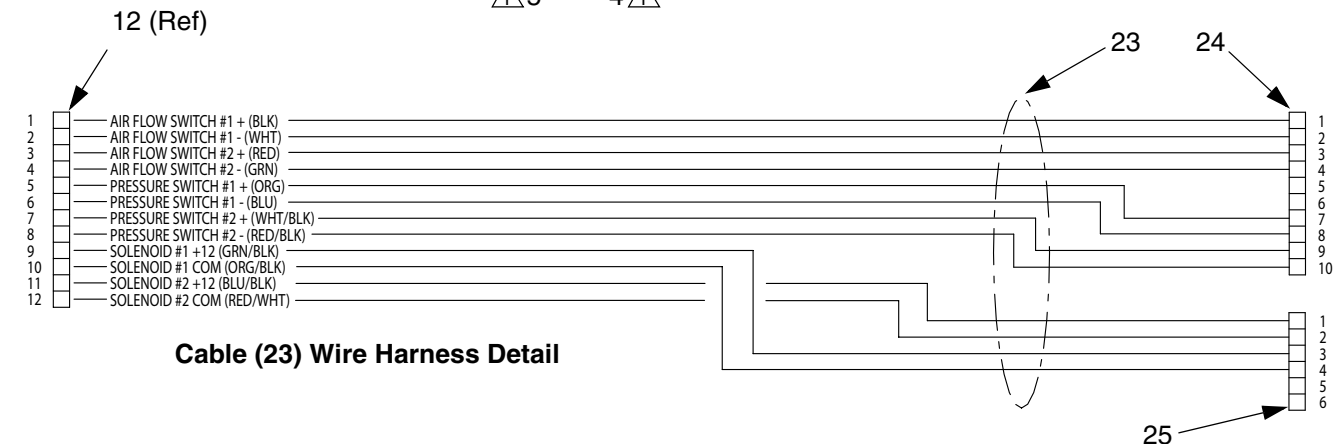 12 (Ref)
23
24
1 AIR FLOW SWITCH #1 + (BLK) 1
2 AIR FLOW SWITCH #1 - (WHT) 2
3 AIR FLOW SWITCH #2 + (RED) 3
4 AIR FLOW SWITCH #2 - (GRN) 4
5 PRESSURE SWITCH #1 + (ORG) 5
6 PRESSURE SWITCH #1 - (BLU) 6
7 PRESSURE SWITCH #2 + (WHT/BLK) 7
8 PRESSURE SWITCH #2 - (RED/BLK) 8
9 SOLENOID #1 +12 (GRN/BLK) 9
10 SOLENOID #1 COM (ORG/BLK) 10
11 SOLENOID #2 +12 (BLU/BLK)
12 SOLENOID #2 COM (RED/WHT)
1
2
3
4
5
6
Cable (23) Wire Harness Detail
25